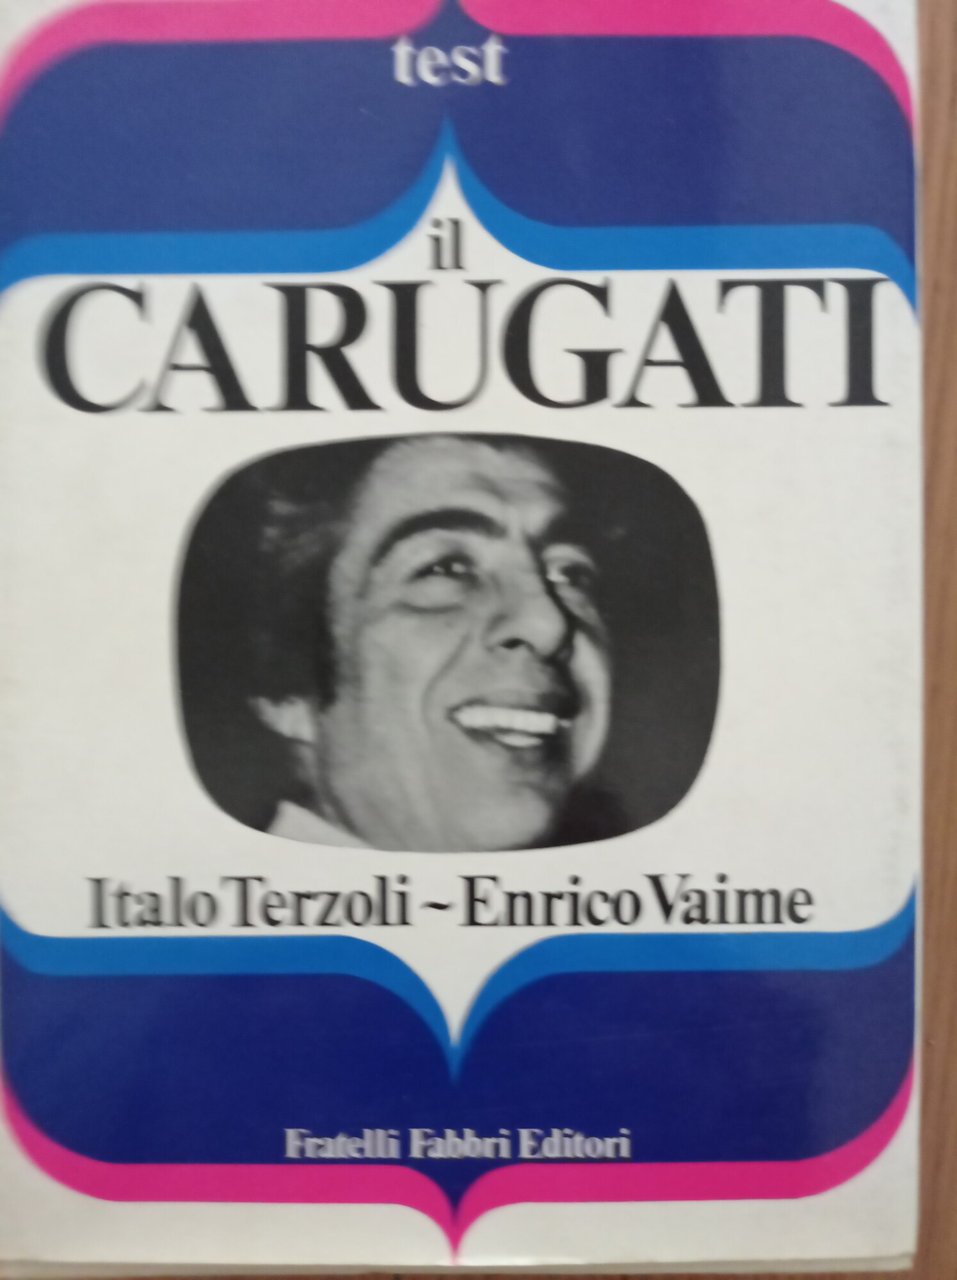 test
il
CARUGATI
Italo Terzoli ~ Enrico Vaime
Fratelli Fabbri Editori